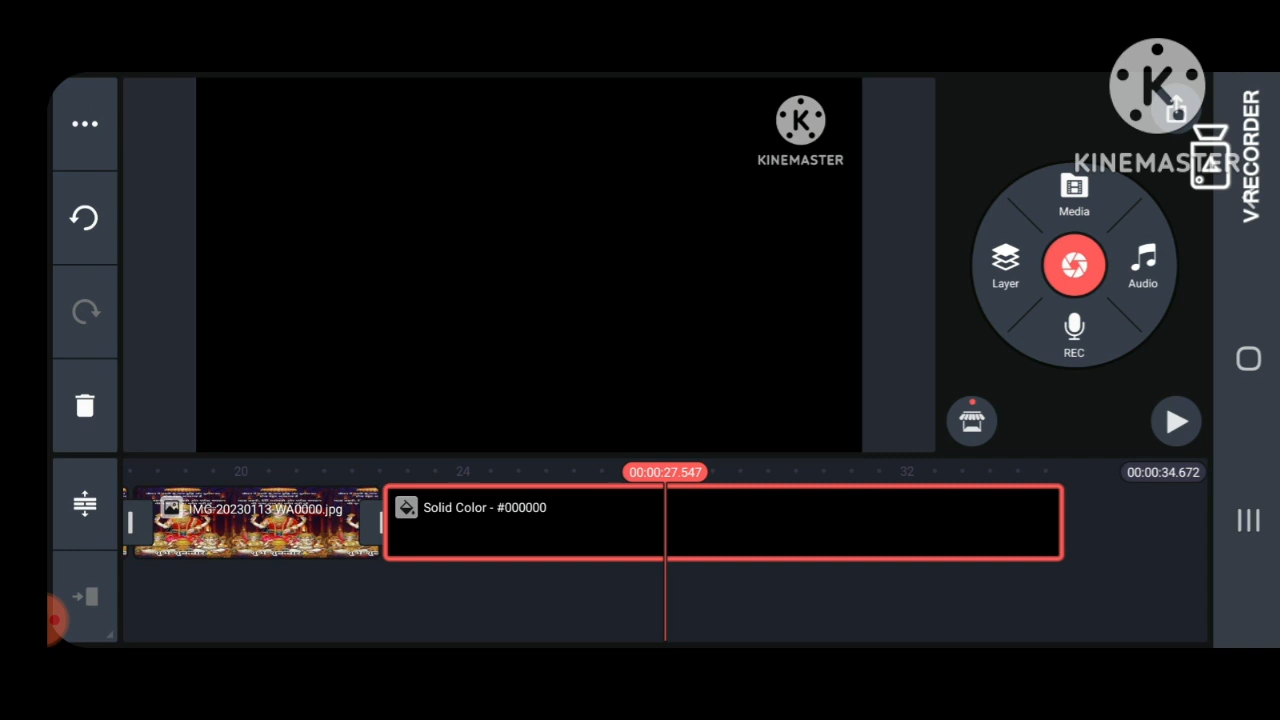 KINEMASTER
KINEMASTER
V RECORDER
Media
Layer
Audio
REC
20
24
00:00:27.547
32
00:00:34.672
IMG-20230113-WA0000.jpg
Solid Color - #000000